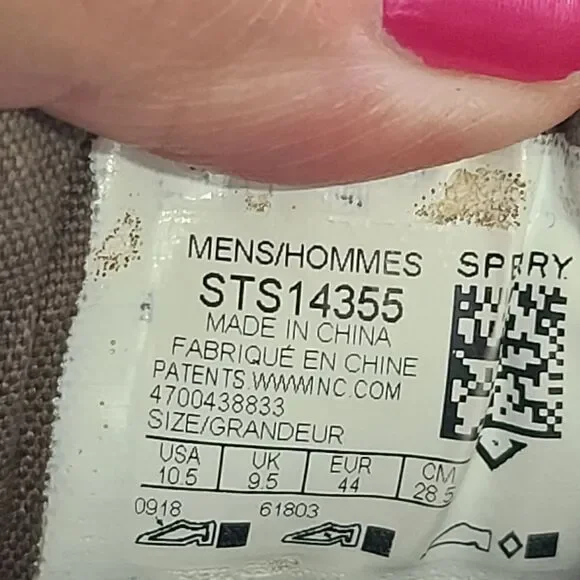 MENS/HOMMES SPERRY
STS14355
MADE IN CHINA
FABRIQUÉ EN CHINE
PATENTS.WWWINC.COM
4700438833
SIZE/GRANDEUR
USA UK EUR CM
10.5 9.5 44 28.5
0918 61803